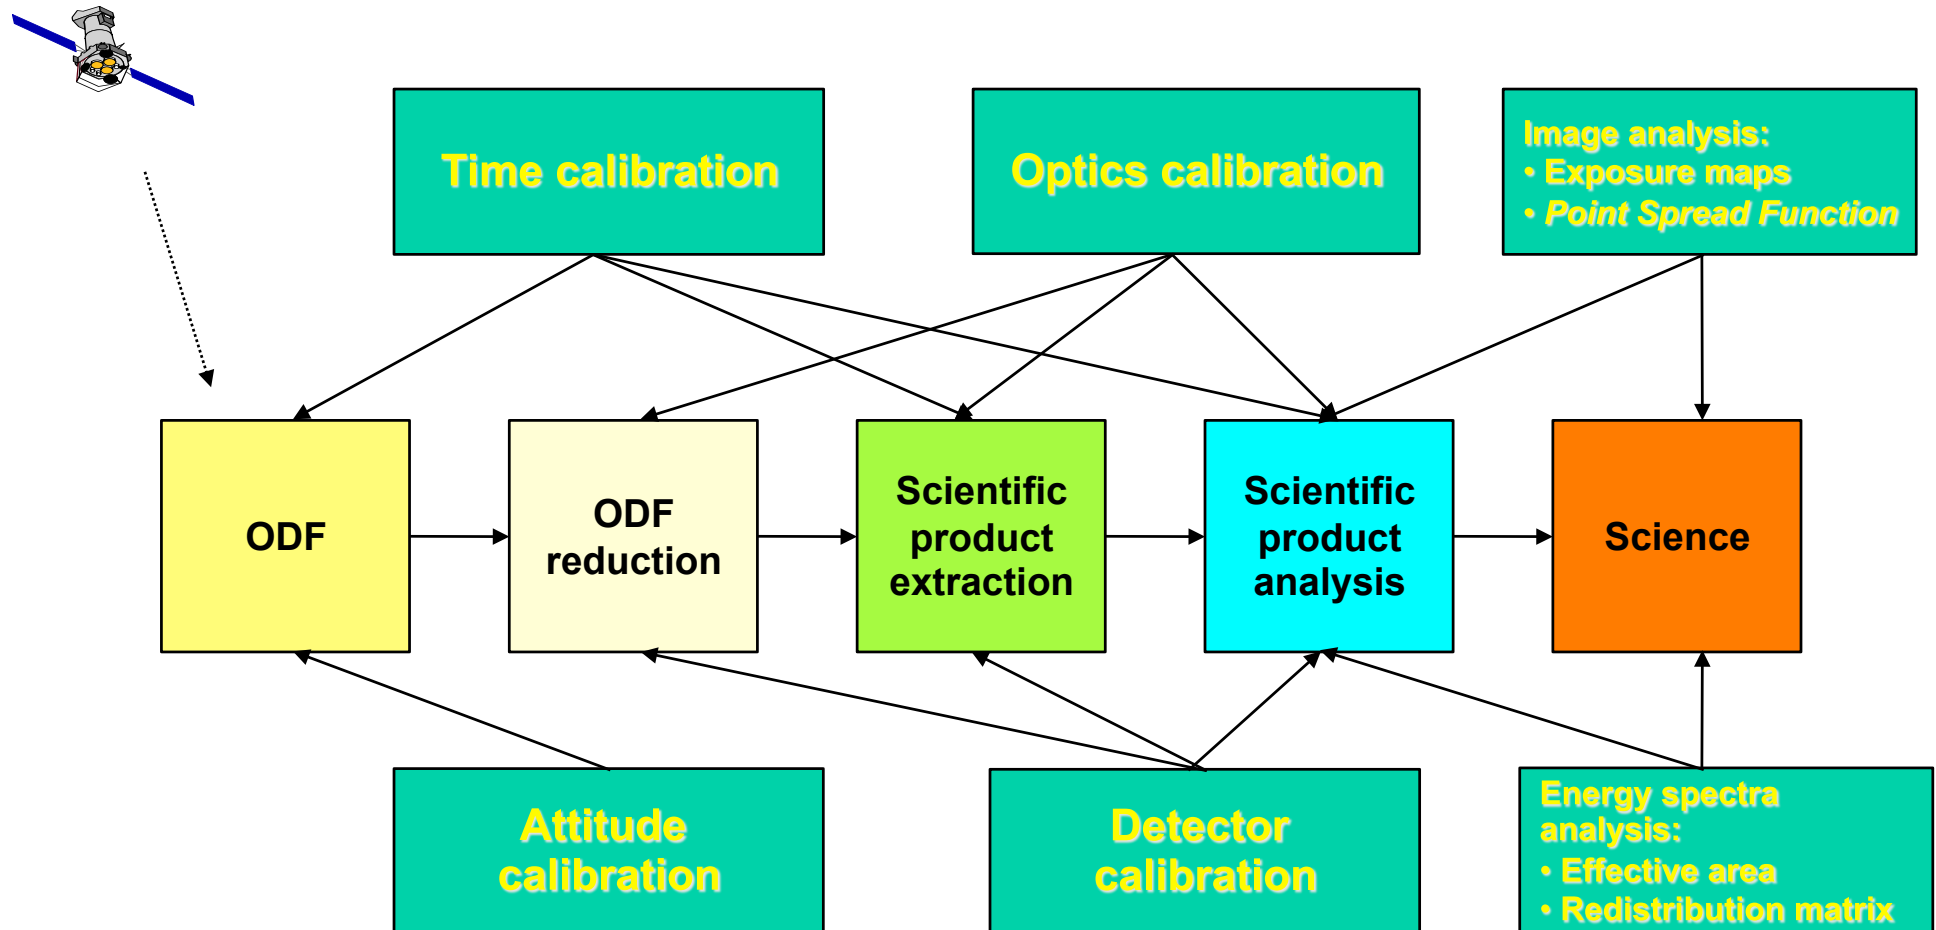 Time calibration
Optics calibration
Image analysis:
• Exposure maps
• Point Spread Function
ODF
ODF
reduction
Scientific
product
extraction
Scientific
product
analysis
Science
Attitude
calibration
Detector
calibration
Energy spectra
analysis:
• Effective area
• Redistribution matrix